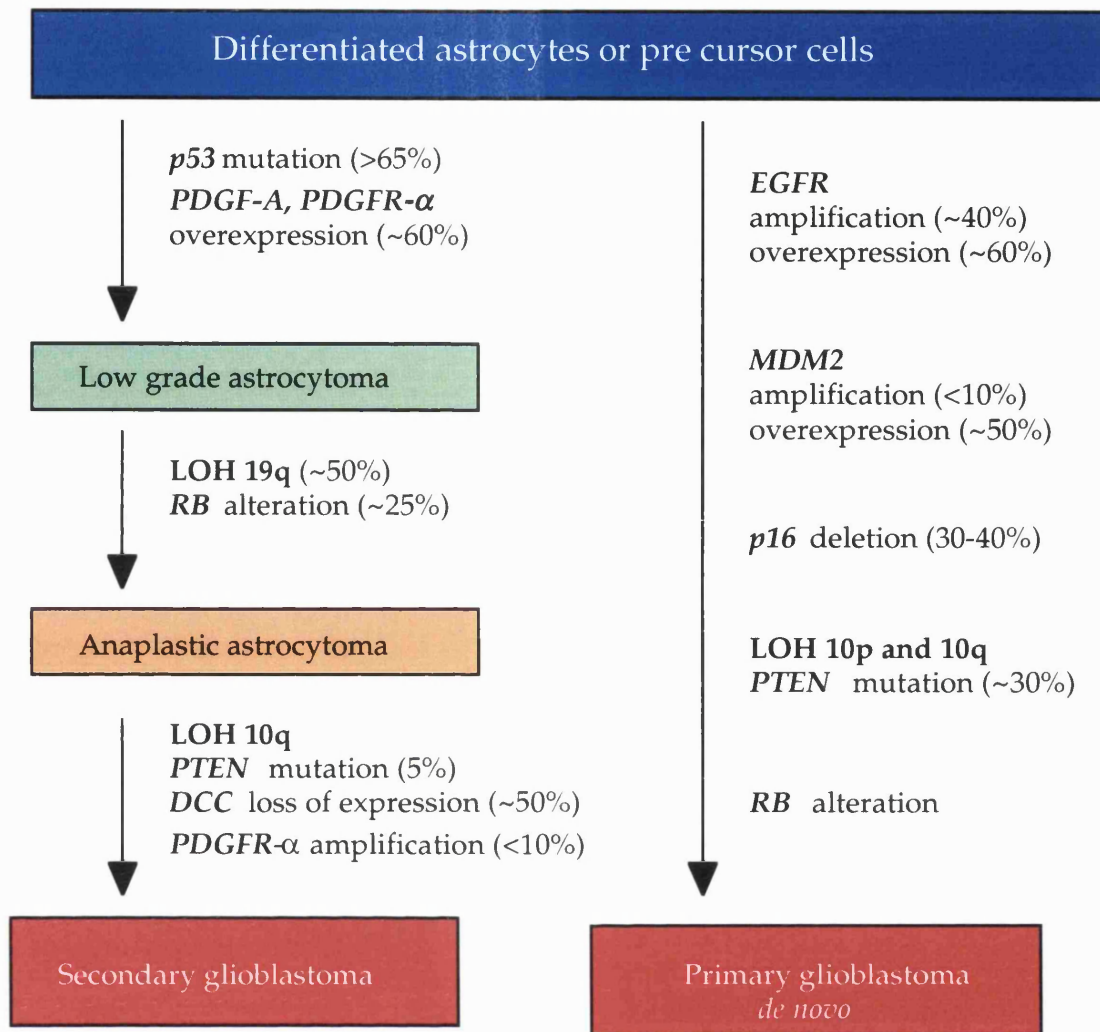 Differentiated astrocytes or pre cursor cells
p53 mutation (>65%)
PDGF-A, PDGFR-α
overexpression (~60%)
Low grade astrocytoma
LOH 19q (~50%)
RB alteration (~25%)
Anaplastic astrocytoma
LOH 10q
PTEN mutation (5%)
DCC loss of expression (~50%)
PDGFR-α amplification (<10%)
Secondary glioblastoma
EGFR
amplification (~40%)
overexpression (~60%)
MDM2
amplification (<10%)
overexpression (~50%)
p16 deletion (30-40%)
LOH 10p and 10q
PTEN mutation (~30%)
RB alteration
Primary glioblastoma
de novo